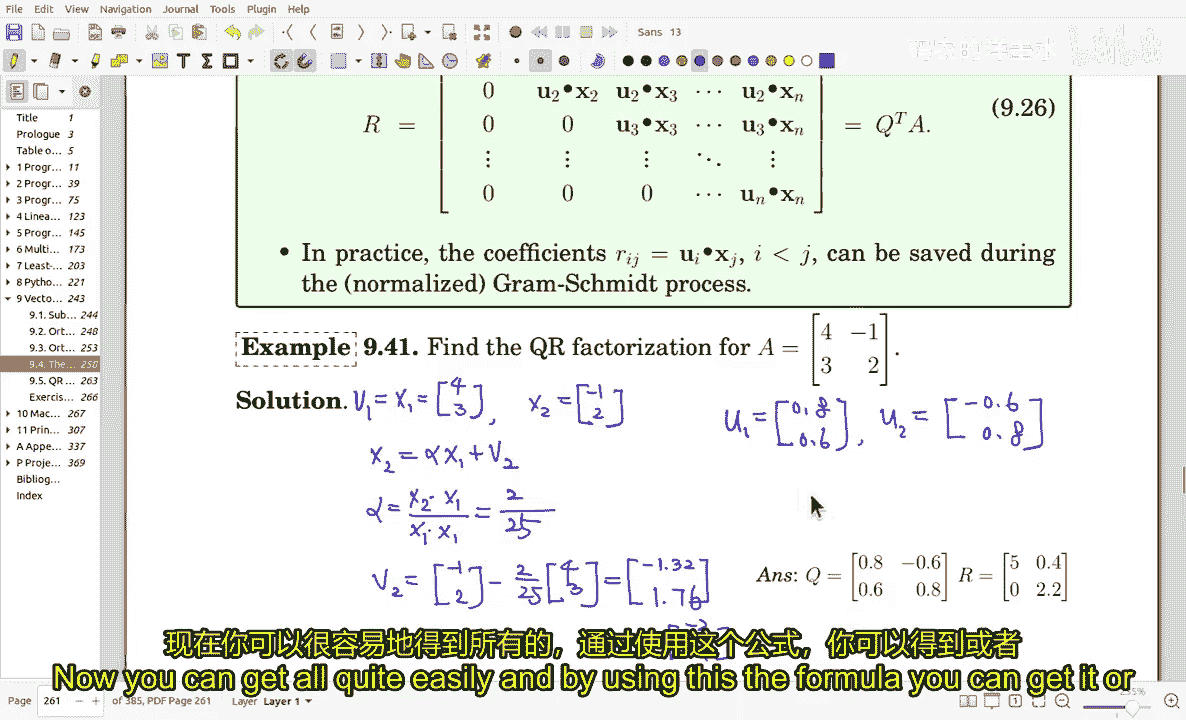 File Edit View Bookmarks Navigation Journal Tools Plugin Help
Sans 13
Title 1
Prologue 3
Table o... 5
1 Progr... 11
2 Progr... 39
3 Progr... 75
4 Linea... 123
5 Progr... 145
6 Multi... 173
7 Least-... 203
8 Pytho... 221
9 Vecto... 243
9.1. Sub... 244
9.2. Ort... 248
9.3. Ort... 253
9.4. The... 258
9.5. QR ... 263
Exercis... 266
10 Mac... 267
11 Prin... 307
A Appe... 337
P Proje... 369
Bibliog...
Index
0 u₂•x₂ u₂•x₃ ⋯ u₂•xₙ
R = 0 0 u₃•x₃ ⋯ u₃•xₙ = QᵀA. (9.26)
⋮ ⋮ ⋮ ⋱ ⋮
0 0 0 ⋯ uₙ•xₙ
• In practice, the coefficients rᵢⱼ = uᵢ•xⱼ, i < j, can be saved during
the (normalized) Gram-Schmidt process.
Example 9.41. Find the QR factorization for A = [4 −1; 3 2].
Solution. V₁ = X₁ = [4; 3], X₂ = [-1; 2]
u₁ = [0.8; 0.6], u₂ = [-0.6; 0.8]
X₂ = αX₁ + V₂
α = X₂·X₁ / X₁·X₁ = 2/25
V₂ = [-1; 2] - 2/25 [4; 3] = [-1.32; 1.76]
Ans: Q = [0.8 −0.6; 0.6 0.8] R = [5 0.4; 0 2.2]
现在你可以很容易地得到所有的，通过使用这个公式，你可以得到或者
Now you can get all quite easily and by using this the formula you can get it or
Page 261 of 385, PDF Page 261 Layer Layer 1